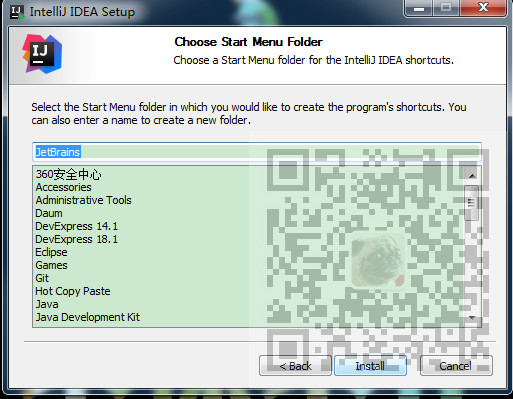 IntelliJ IDEA Setup
IJ
Choose Start Menu Folder
Choose a Start Menu folder for the IntelliJ IDEA shortcuts.
Select the Start Menu folder in which you would like to create the program's shortcuts. You
can also enter a name to create a new folder.
JetBrains
360安全中心
Accessories
Administrative Tools
Daum
DevExpress 14.1
DevExpress 18.1
Eclipse
Games
Git
Hot Copy Paste
Java
Java Development Kit
< Back
Install
Cancel